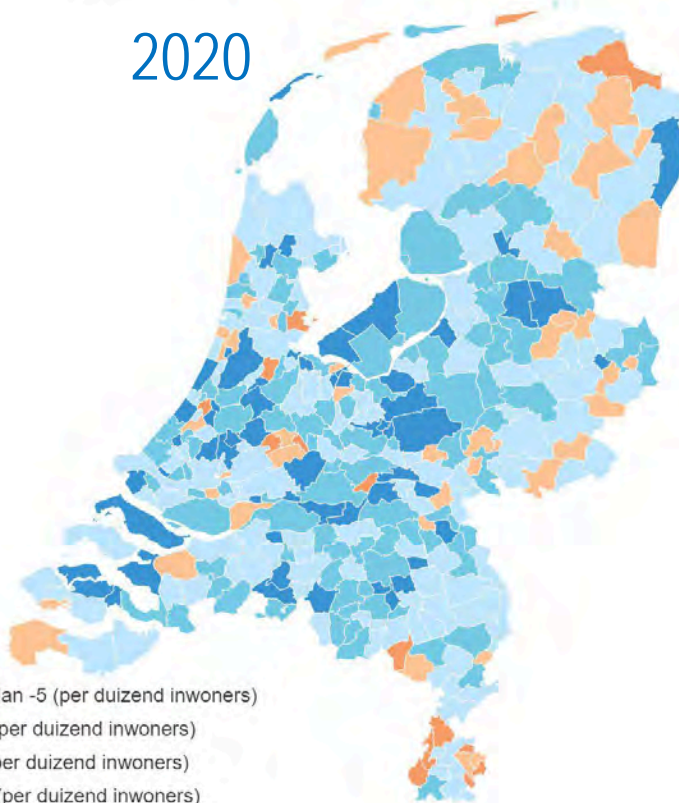 2020
an -5 (per duizend inwoners)
per duizend inwoners)
per duizend inwoners)
(per duizend inwoners)